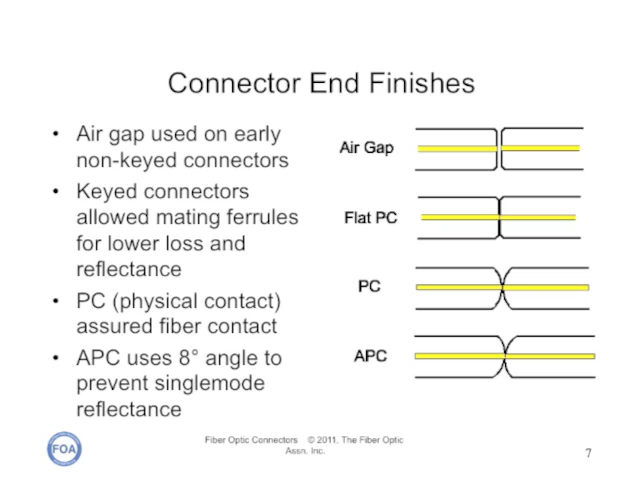 Connector End Finishes
• Air gap used on early
non-keyed connectors
• Keyed connectors
allowed mating ferrules
for lower loss and
reflectance
• PC (physical contact)
assured fiber contact
• APC uses 8° angle to
prevent singlemode
reflectance
Air Gap
Flat PC
PC
APC
FOA
Fiber Optic Connectors © 2011, The Fiber Optic
Assn. Inc.
7